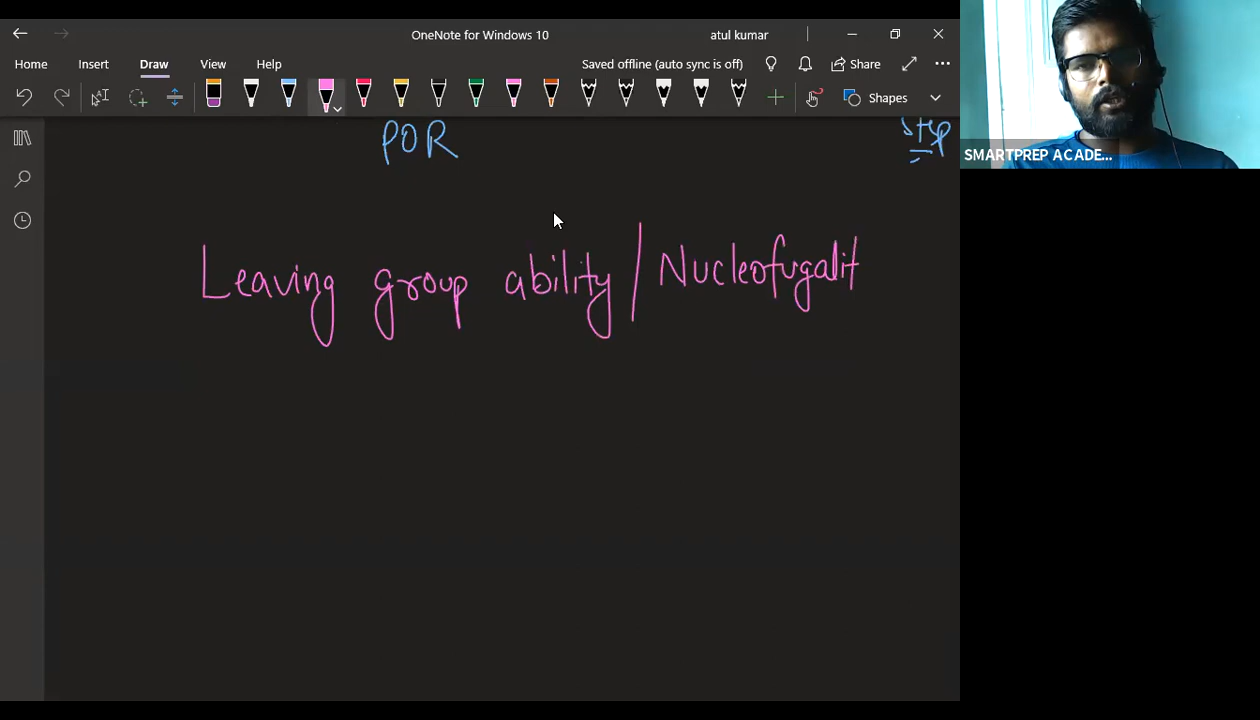 OneNote for Windows 10
atul kumar
Home Insert Draw View Help
Saved offline (auto sync is off)
Share
Shapes
SMARTPREP ACADE...
POR
step
Leaving group ability / Nucleofugalit